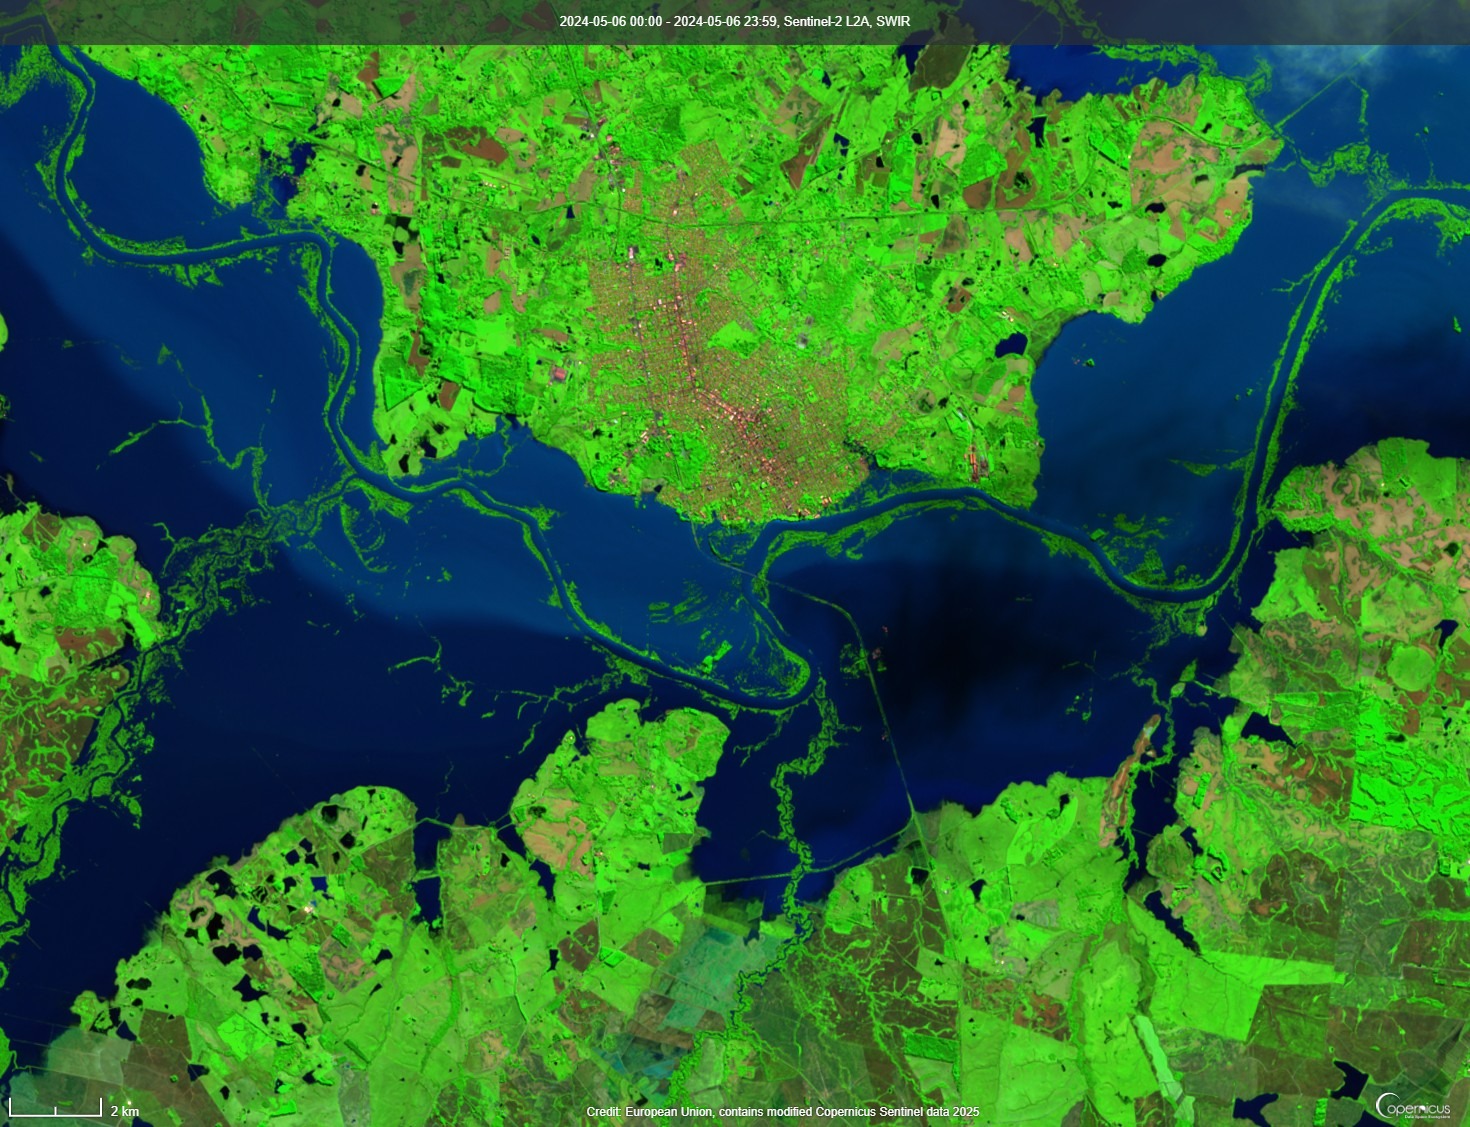 2024-05-06 00:00 - 2024-05-06 23:59, Sentinel-2 L2A, SWIR
2 km
Credit: European Union, contains modified Copernicus Sentinel data 2025
opernicus